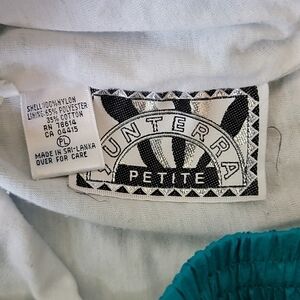 SHELL:100%NYLON
LINING:65% POLYESTER
35% COTTON
RN 78614
CA 04415
PL
MADE IN SRI-LANKA
OVER FOR CARE
SUNTERRA
PETITE